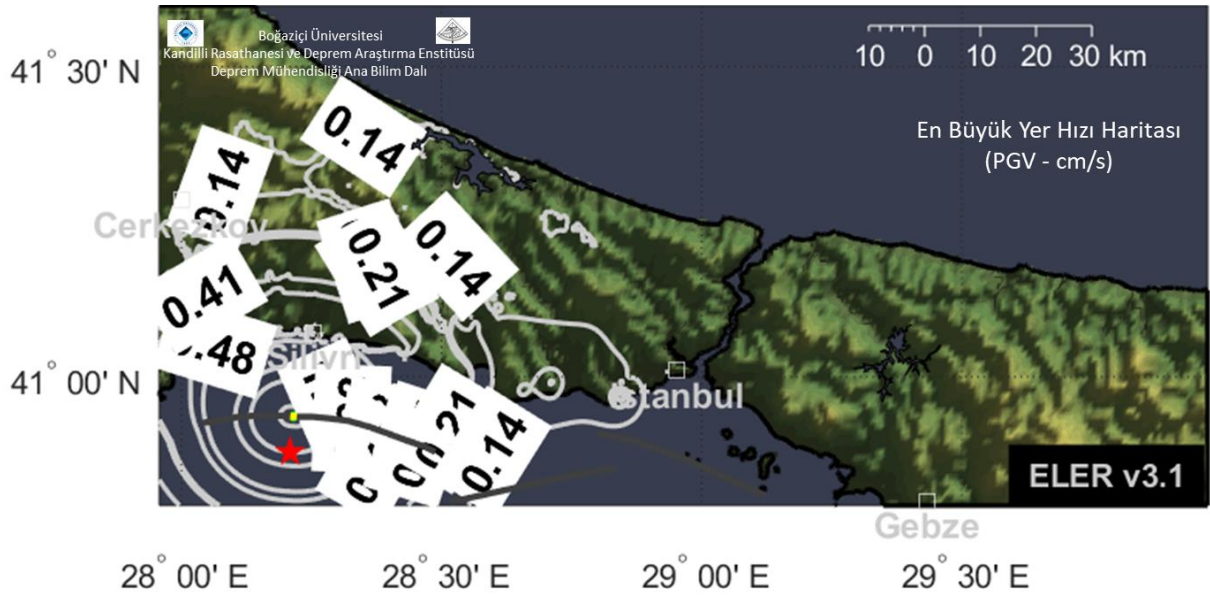 Boğaziçi Üniversitesi
Kandilli Rasathanesi ve Deprem Araştırma Enstitüsü
Deprem Mühendisliği Ana Bilim Dalı
10 0 10 20 30 km
En Büyük Yer Hızı Haritası
(PGV - cm/s)
41° 30' N
0.14
0.14
Cerkezkoy
0.21
0.14
0.41
.48
Silivri
41° 00' N
İstanbul
0.21
0.14
ELER v3.1
Gebze
28° 00' E
28° 30' E
29° 00' E
29° 30' E